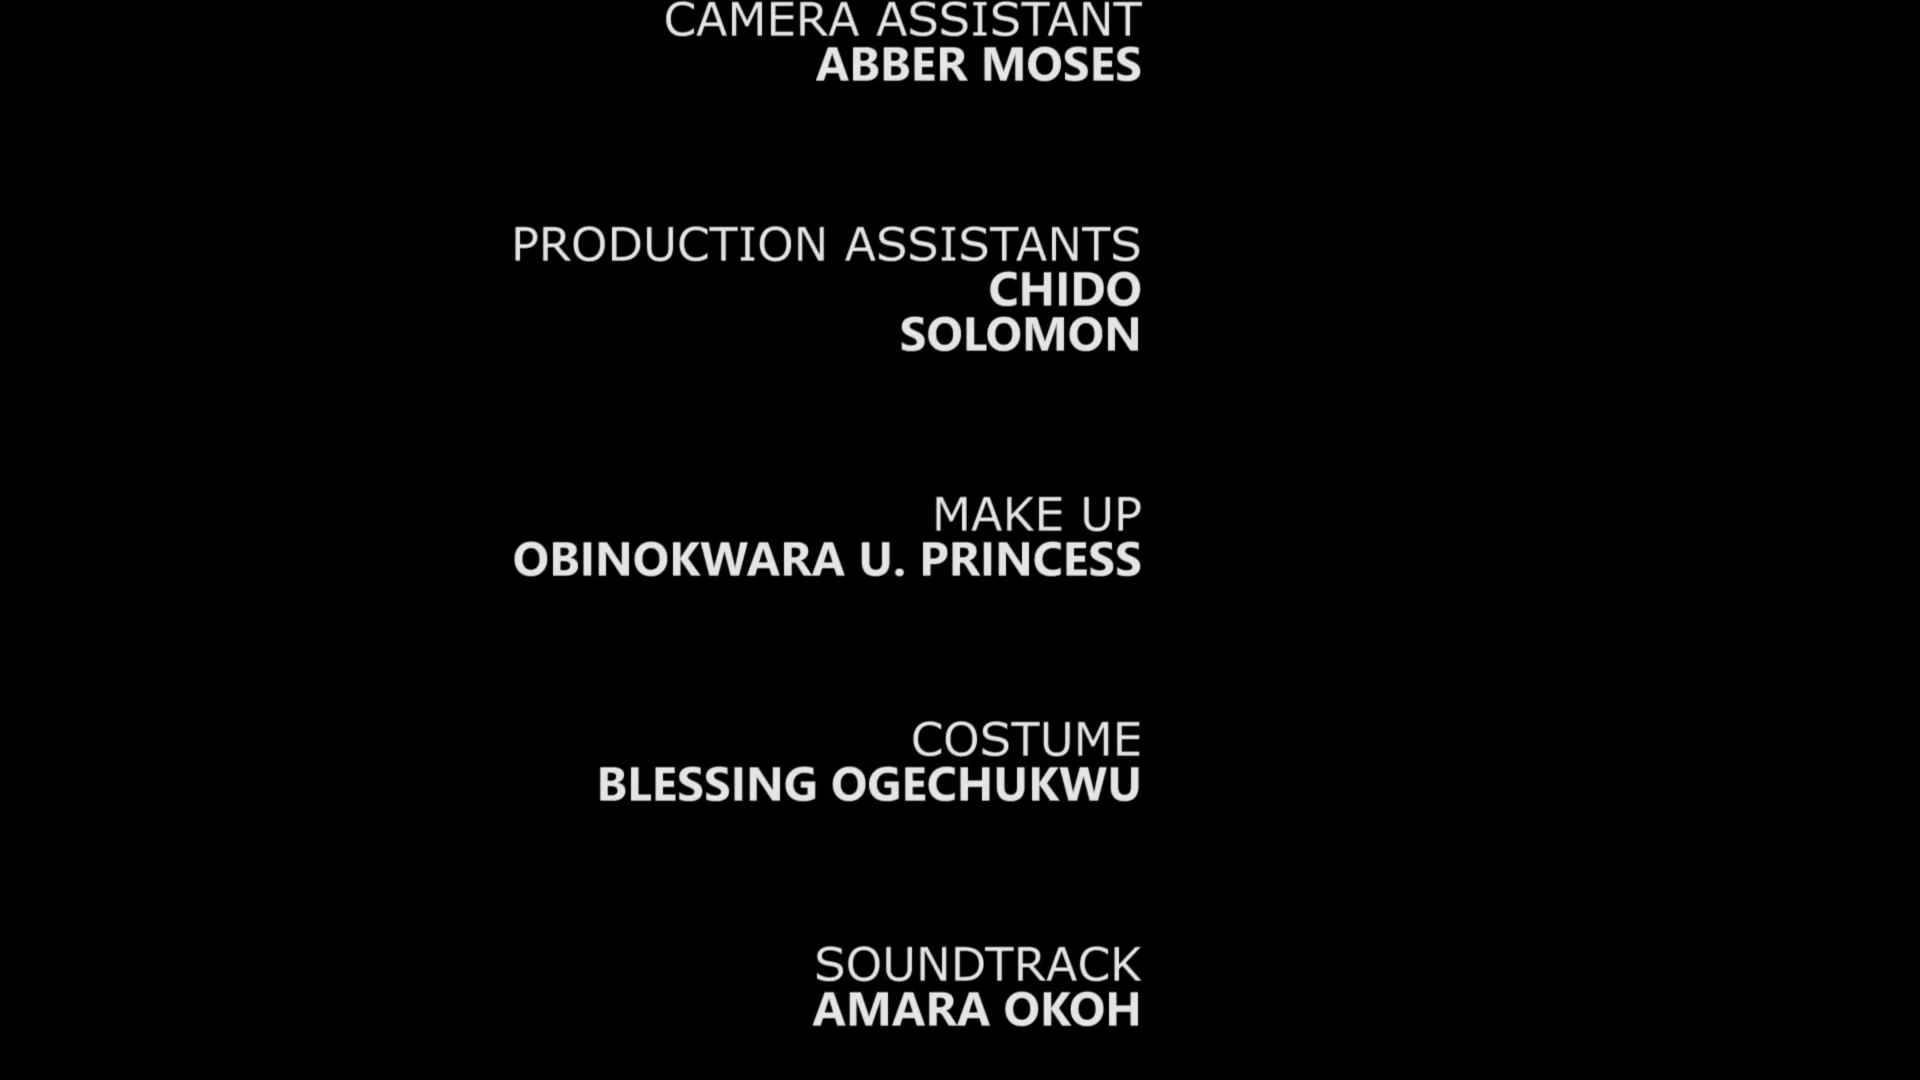 CAMERA ASSISTANT
ABBER MOSES
PRODUCTION ASSISTANTS
CHIDO
SOLOMON
MAKE UP
OBINOKWARA U. PRINCESS
COSTUME
BLESSING OGECHUKWU
SOUNDTRACK
AMARA OKOH